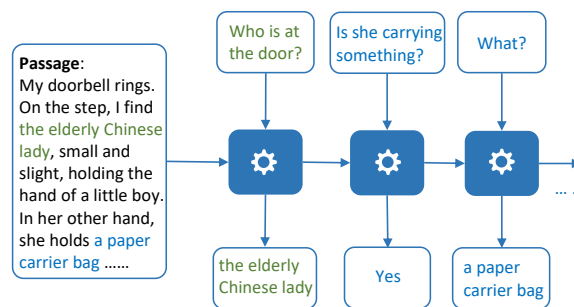 Passage:
My doorbell rings.
On the step, I find
the elderly Chinese
lady, small and
slight, holding the
hand of a little boy.
In her other hand,
she holds a paper
carrier bag ......
Who is at
the door?
Is she carrying
something?
What?
... ...
the elderly
Chinese lady
Yes
a paper
carrier bag